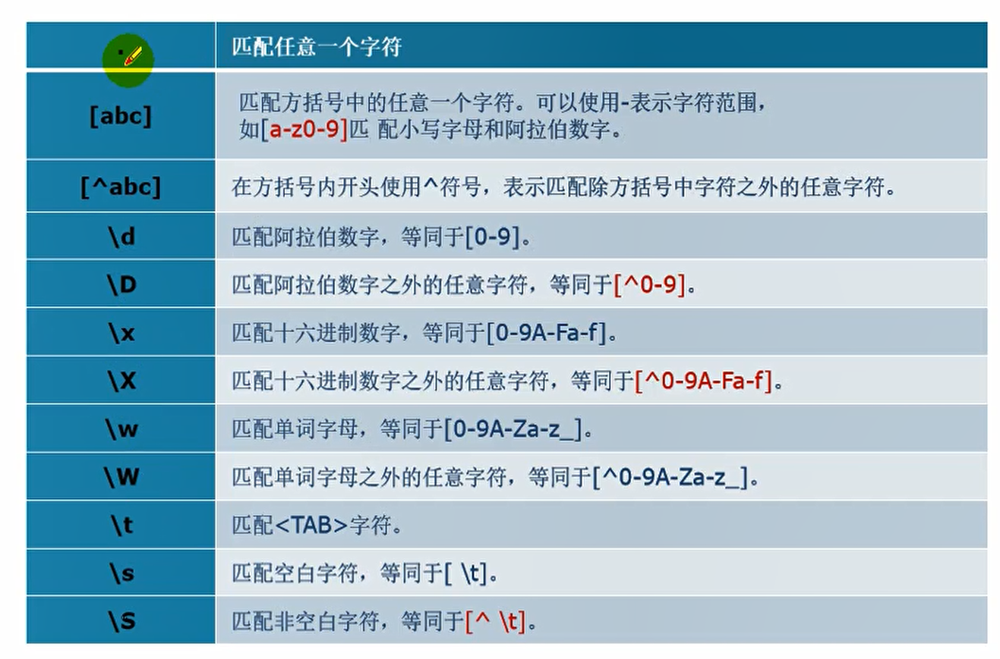 . 匹配任意一个字符
[abc] 匹配方括号中的任意一个字符。可以使用-表示字符范围，
如[a-z0-9]匹 配小写字母和阿拉伯数字。
[^abc] 在方括号内开头使用^符号，表示匹配除方括号中字符之外的任意字符。
\d 匹配阿拉伯数字，等同于[0-9]。
\D 匹配阿拉伯数字之外的任意字符，等同于[^0-9]。
\x 匹配十六进制数字，等同于[0-9A-Fa-f]。
\X 匹配十六进制数字之外的任意字符，等同于[^0-9A-Fa-f]。
\w 匹配单词字母，等同于[0-9A-Za-z_]。
\W 匹配单词字母之外的任意字符，等同于[^0-9A-Za-z_]。
\t 匹配<TAB>字符。
\s 匹配空白字符，等同于[ \t]。
\S 匹配非空白字符，等同于[^ \t]。